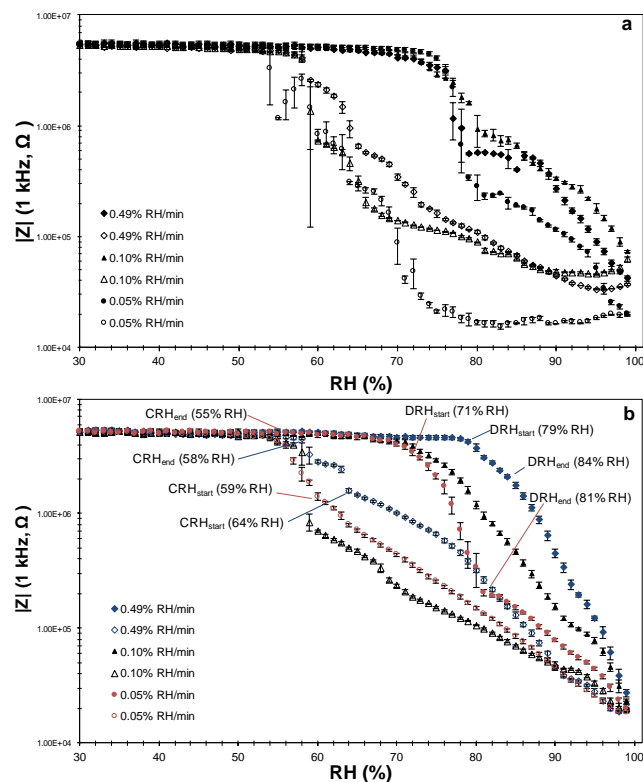 a
1.00E+07
1.00E+06
1.00E+05
1.00E+04
|Z| (1 kHz, Ω)
0.49% RH/min
0.49% RH/min
0.10% RH/min
0.10% RH/min
0.05% RH/min
0.05% RH/min
30 40 50 60 70 80 90 100
RH (%)
b
1.00E+07
1.00E+06
1.00E+05
1.00E+04
|Z| (1 kHz, Ω)
CRHend (55% RH)
DRHstart (71% RH)
DRHstart (79% RH)
CRHend (58% RH)
DRHend (84% RH)
CRHstart (59% RH)
DRHend (81% RH)
CRHstart (64% RH)
0.49% RH/min
0.49% RH/min
0.10% RH/min
0.10% RH/min
0.05% RH/min
0.05% RH/min
30 40 50 60 70 80 90 100
RH (%)